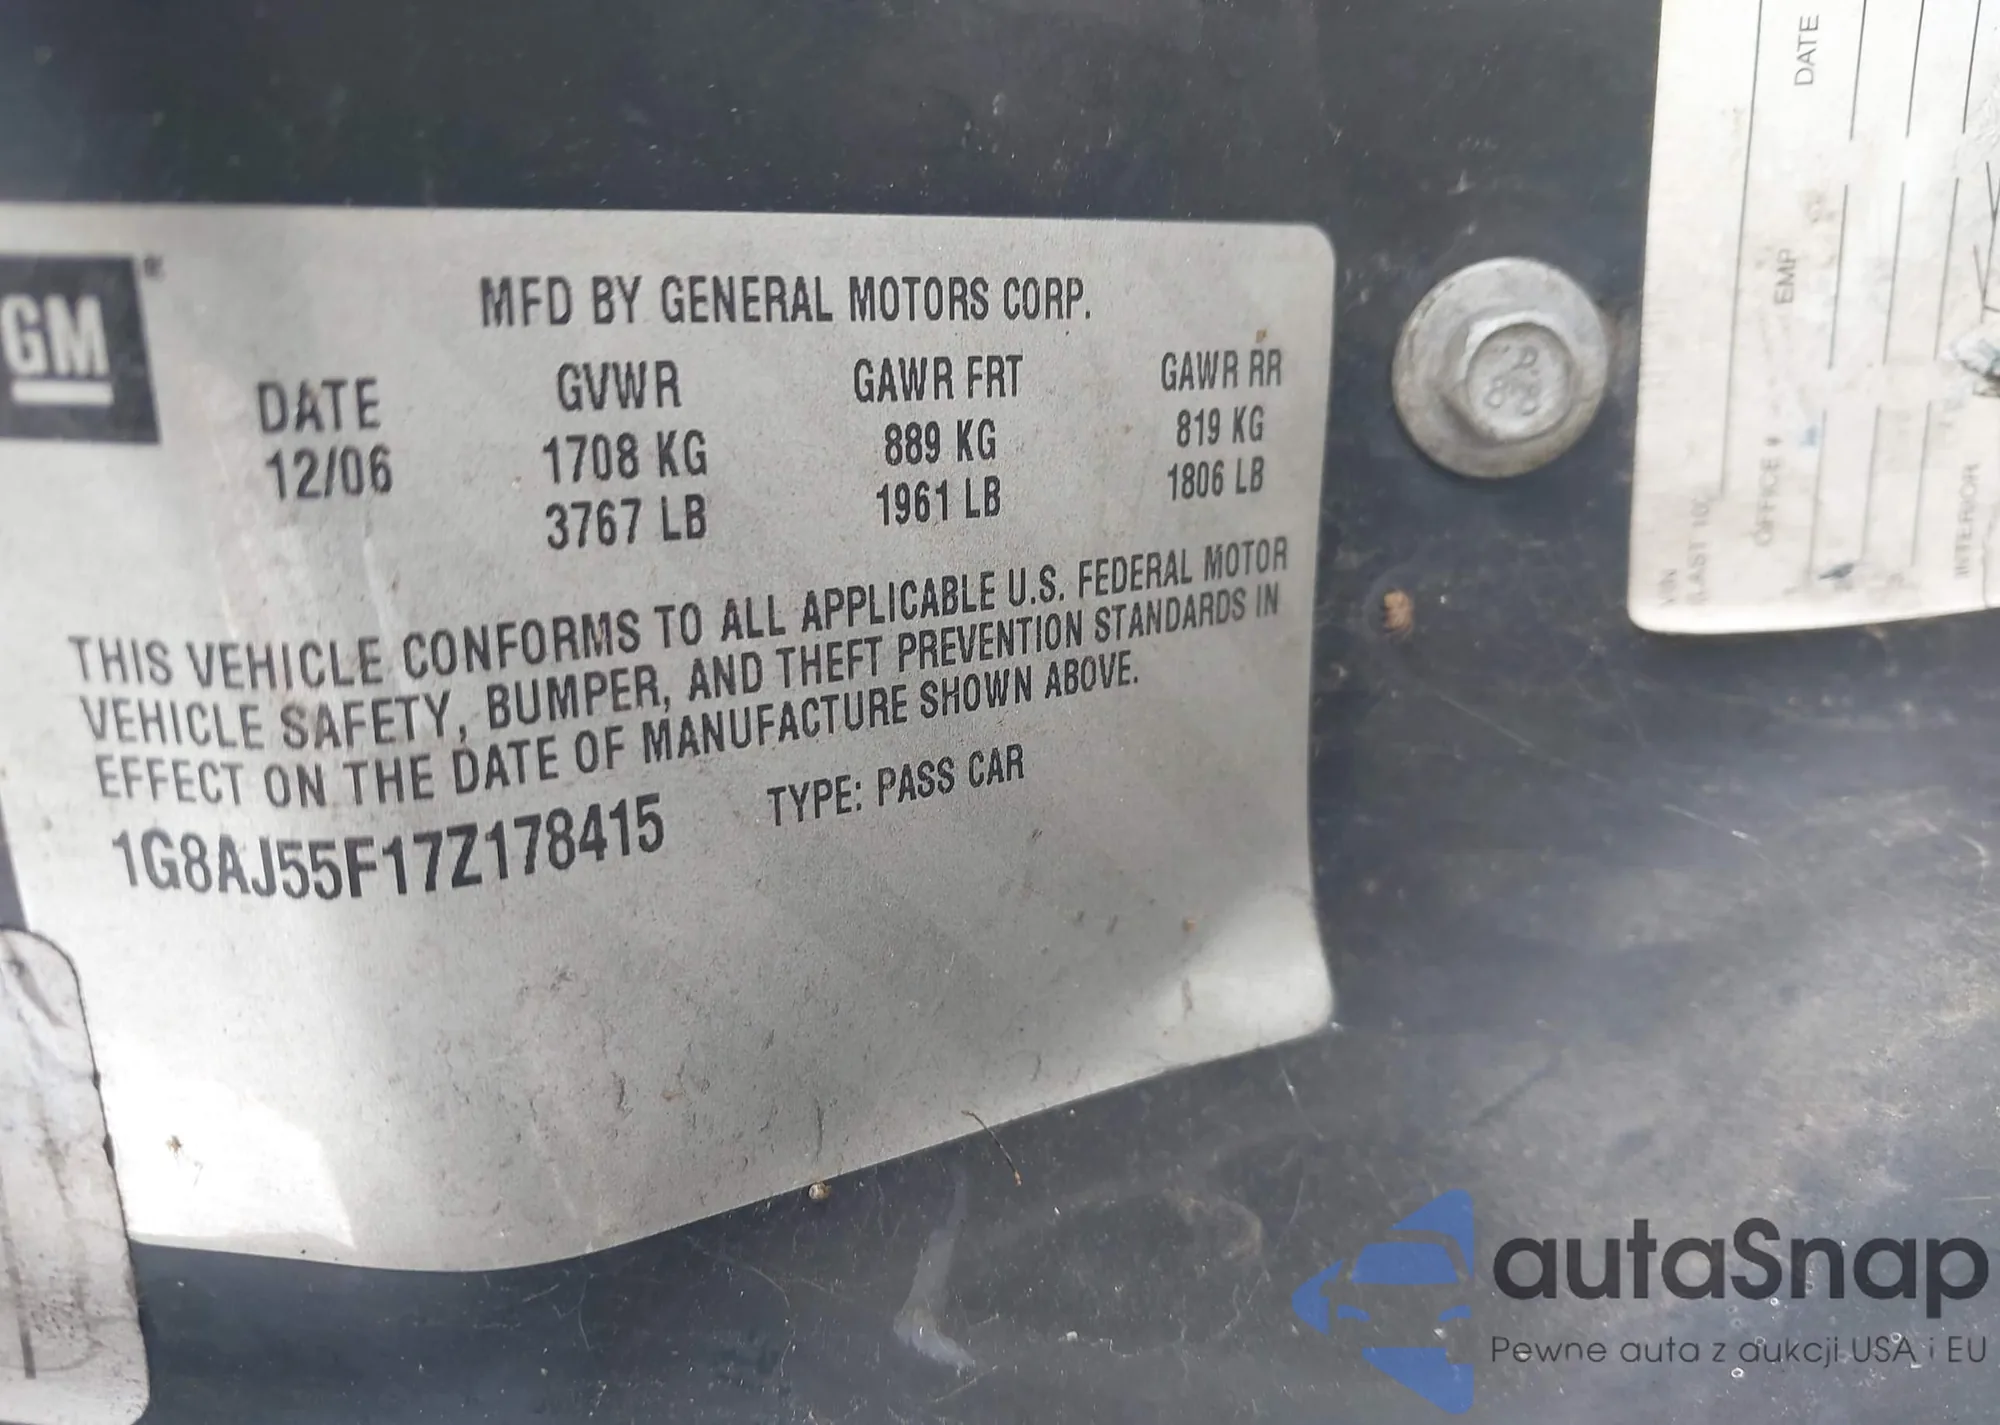 GM
MFD BY GENERAL MOTORS CORP.
DATE GVWR GAWR FRT GAWR RR
12/06 1708 KG 889 KG 819 KG
3767 LB 1961 LB 1806 LB
THIS VEHICLE CONFORMS TO ALL APPLICABLE U.S. FEDERAL MOTOR
VEHICLE SAFETY, BUMPER, AND THEFT PREVENTION STANDARDS IN
EFFECT ON THE DATE OF MANUFACTURE SHOWN ABOVE.
1G8AJ55F17Z178415 TYPE: PASS CAR
VIN
(LAST 10)
OFFICE # EMP DATE
INTERIOR
autaSnap
Pewne auta z aukcji USA i EU